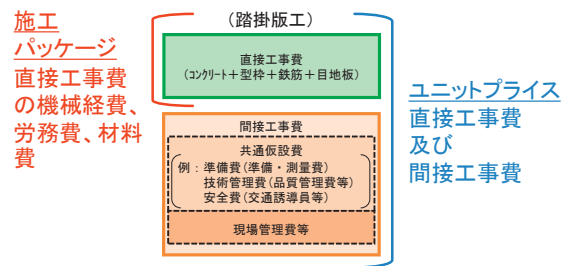 施工
パッケージ
直接工事費
の機械経費、
労務費、材料
費
(踏掛版工)
直接工事費
(コンクリート＋型枠＋鉄筋＋目地板)
間接工事費
共通仮設費
例：準備費(準備・測量費)
技術管理費(品質管理費等)
安全費(交通誘導員等)
現場管理費等
ユニットプライス
直接工事費
及び
間接工事費